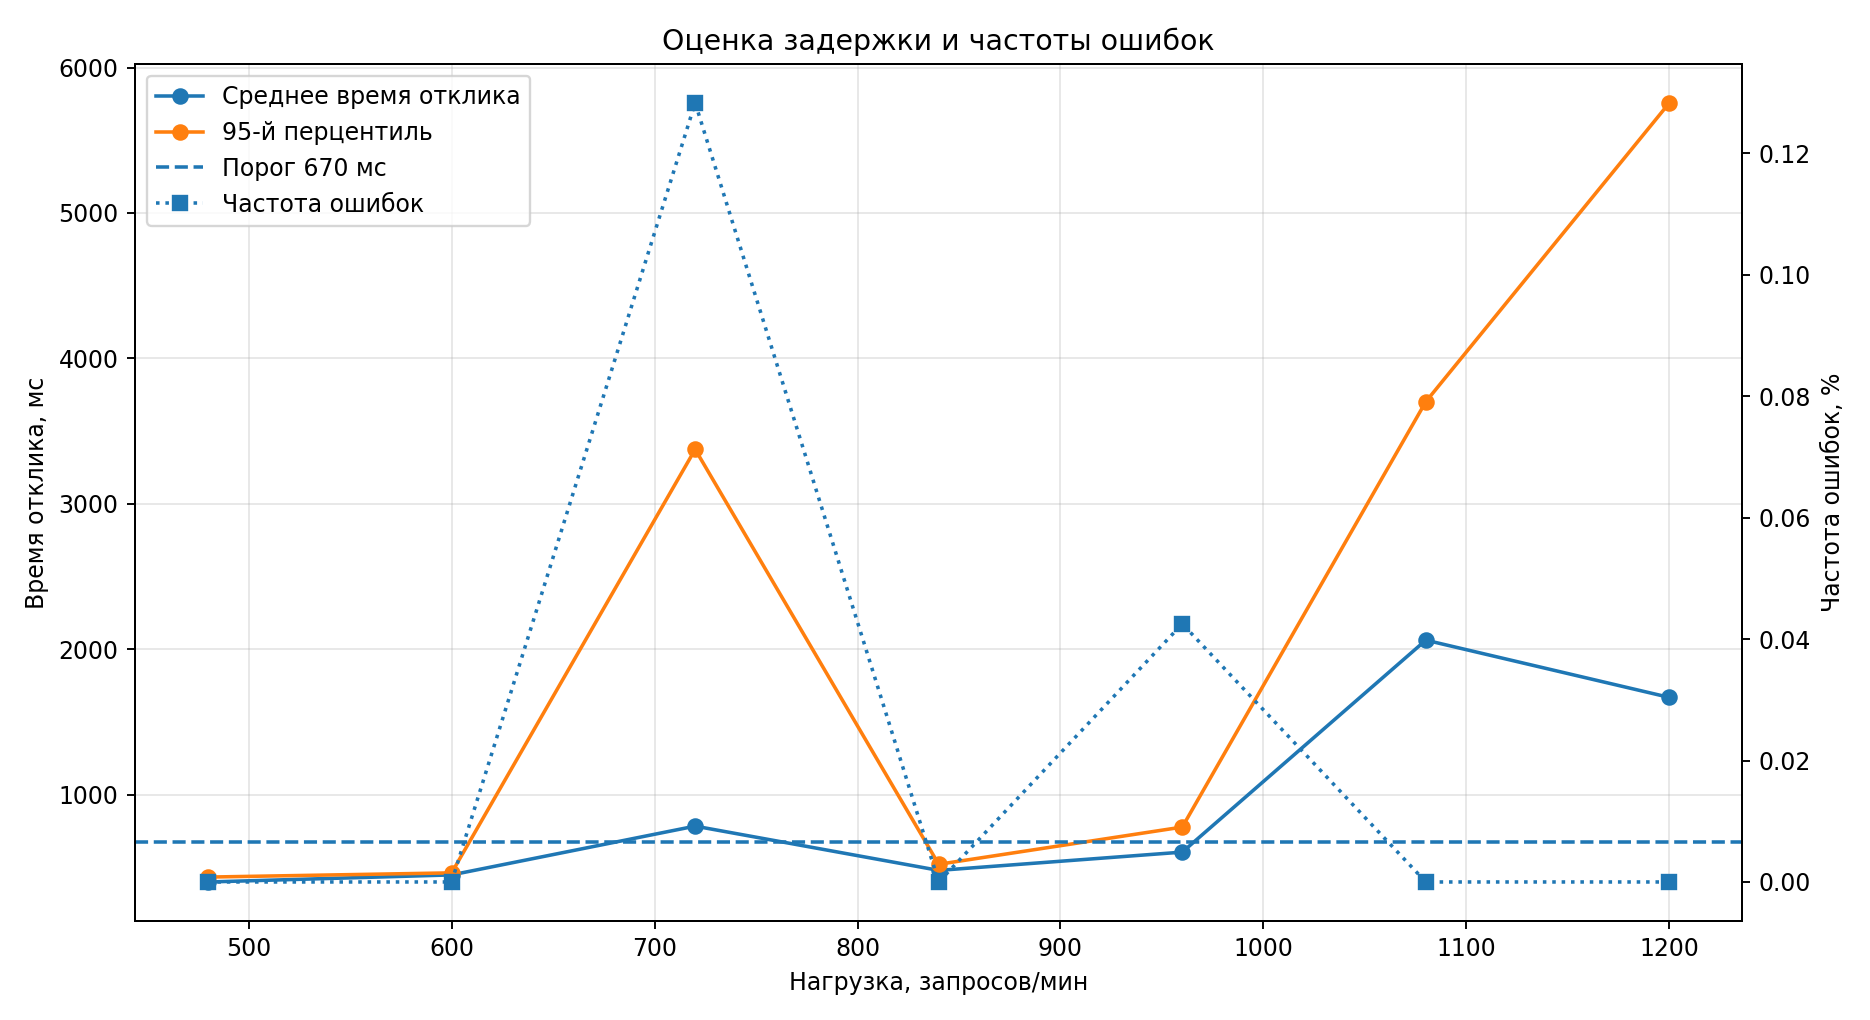 Оценка задержки и частоты ошибок
Среднее время отклика
95-й перцентиль
Порог 670 мс
Частота ошибок
Время отклика, мс
6000
5000
4000
3000
2000
1000
Частота ошибок, %
0.12
0.10
0.08
0.06
0.04
0.02
0.00
500 600 700 800 900 1000 1100 1200
Нагрузка, запросов/мин